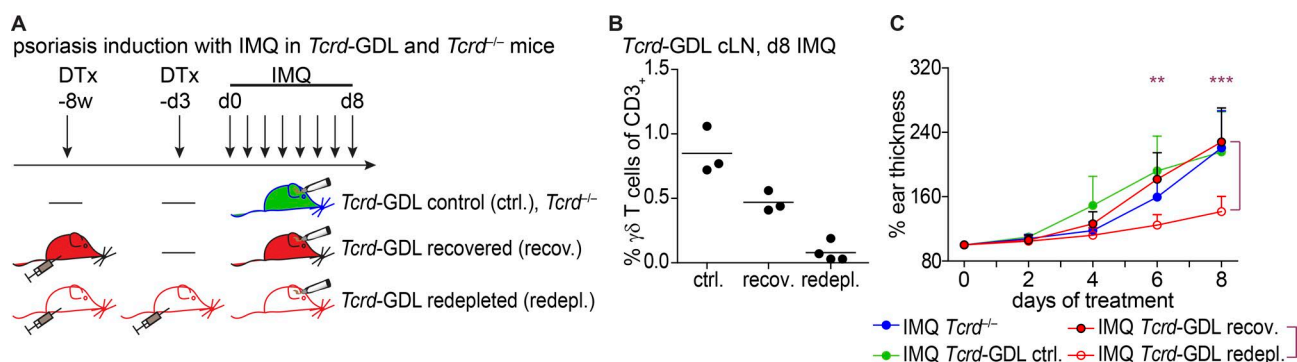 A
psoriasis induction with IMQ in Tcrd-GDL and Tcrd–/– mice
DTx DTx IMQ
-8w -d3 d0 d8
Tcrd-GDL control (ctrl.), Tcrd–/–
Tcrd-GDL recovered (recov.)
Tcrd-GDL redepleted (redepl.)
B
Tcrd-GDL cLN, d8 IMQ
% γδ T cells of CD3+
1.5
1.0
0.5
0.0
ctrl. recov. redepl.
C
% ear thickness
320
240
160
80
** ***
0 2 4 6 8
days of treatment
IMQ Tcrd–/– IMQ Tcrd-GDL recov.
IMQ Tcrd-GDL ctrl. IMQ Tcrd-GDL redepl.